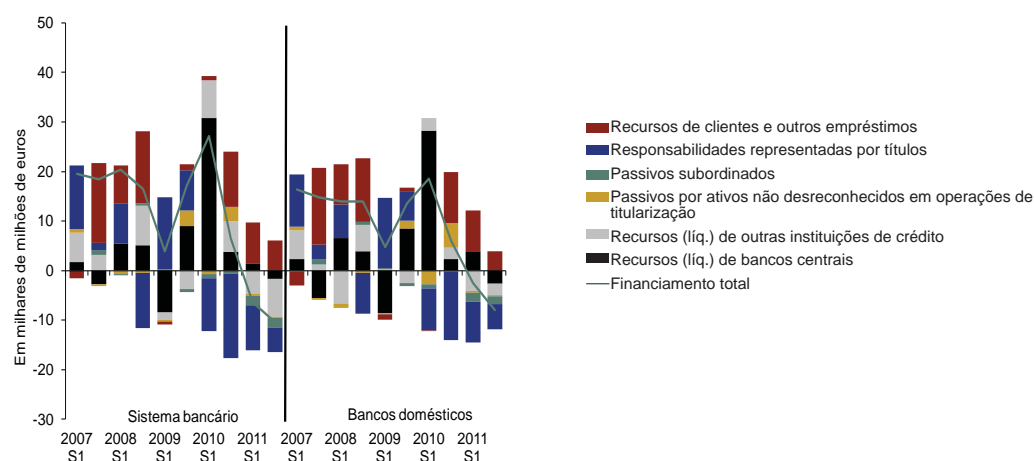 Em milhares de milhões de euros
50
40
30
20
10
0
-10
-20
-30
Sistema bancário
Bancos domésticos
2007 2008 2009 2010 2011 2007 2008 2009 2010 2011
S1 S1 S1 S1 S1 S1 S1 S1 S1 S1
Recursos de clientes e outros empréstimos
Responsabilidades representadas por títulos
Passivos subordinados
Passivos por ativos não desreconhecidos em operações de
titularização
Recursos (líq.) de outras instituições de crédito
Recursos (líq.) de bancos centrais
Financiamento total